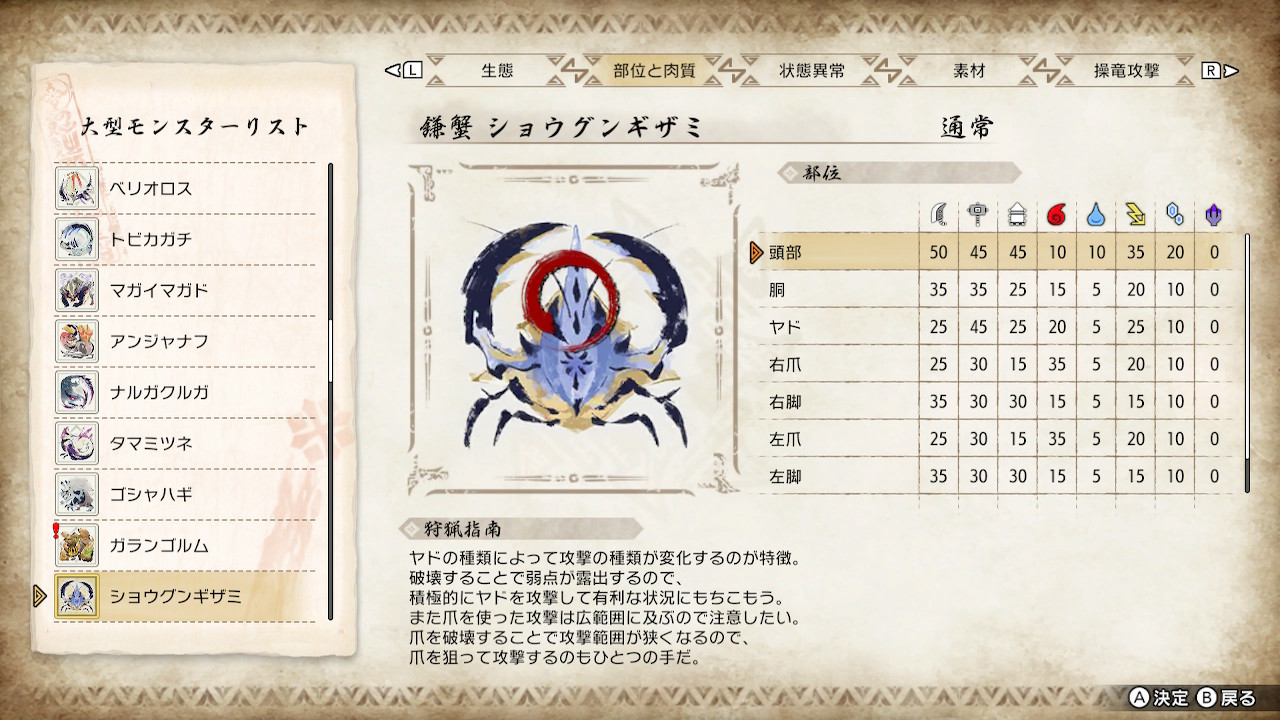 L 生態 部位と肉質 状態異常 素材 操竜攻撃 R
大型モンスターリスト
ベリオロス
トビカガチ
マガイマガド
アンジャナフ
ナルガクルガ
タマミツネ
ゴシャハギ
ガランゴルム
ショウグンギザミ
鎌蟹 ショウグンギザミ 通常
部位
頭部 50 45 45 10 10 35 20 0
胴 35 35 25 15 5 20 10 0
ヤド 25 45 25 20 5 25 10 0
右爪 25 30 15 35 5 20 10 0
右脚 35 30 30 15 5 15 10 0
左爪 25 30 15 35 5 20 10 0
左脚 35 30 30 15 5 15 10 0
狩猟指南
ヤドの種類によって攻撃の種類が変化するのが特徴。
破壊することで弱点が露出するので、
積極的にヤドを攻撃して有利な状況にもちこもう。
また爪を使った攻撃は広範囲に及ぶので注意したい。
爪を破壊することで攻撃範囲が狭くなるので、
爪を狙って攻撃するのもひとつの手だ。
A 決定 B 戻る